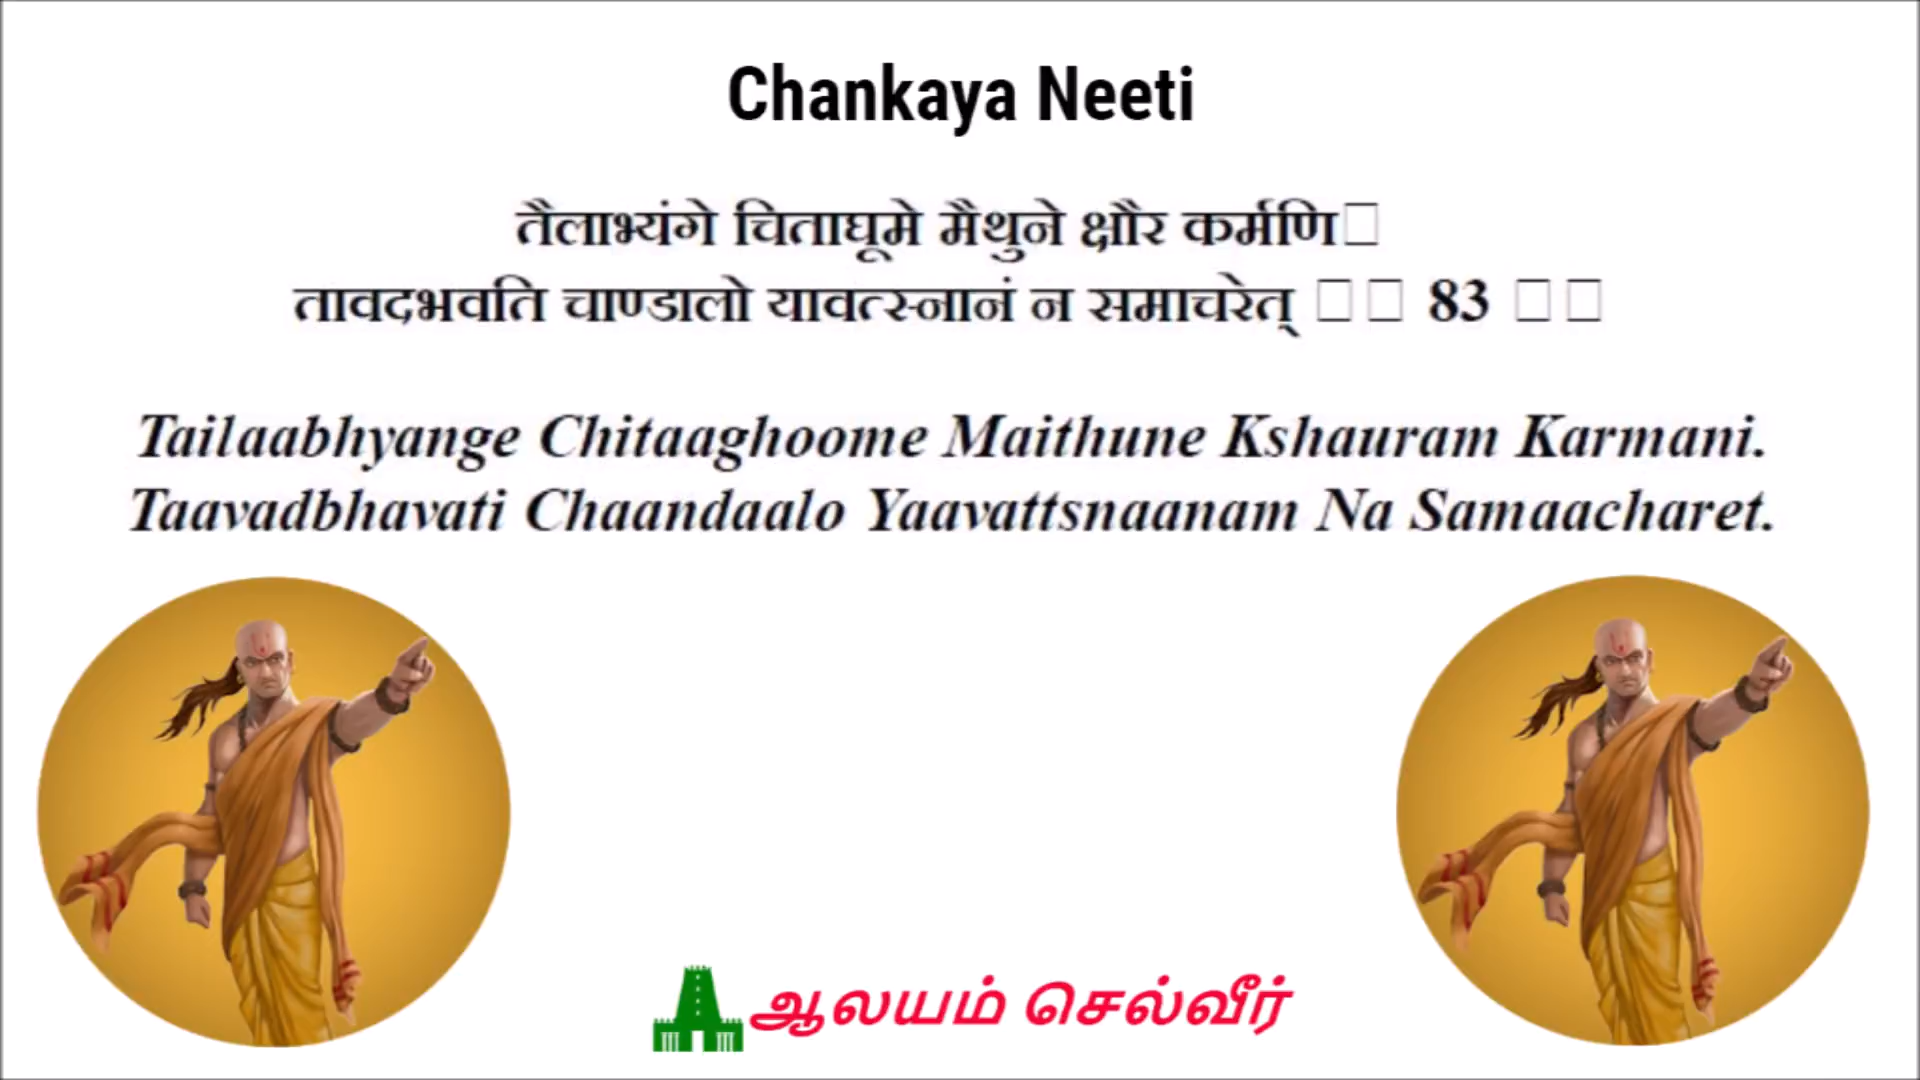 Chankaya Neeti
तैलाभ्यंगे चिताघूमे मैथुने क्षौर कर्मणि□
तावदभवति चाण्डालो यावत्स्नानं न समाचरेत् □□ 83 □□
Tailaabhyange Chitaaghoome Maithune Kshauram Karmani.
Taavadbhavati Chaandaalo Yaavattsnaanam Na Samaacharet.
ஆலயம் செல்வீர்